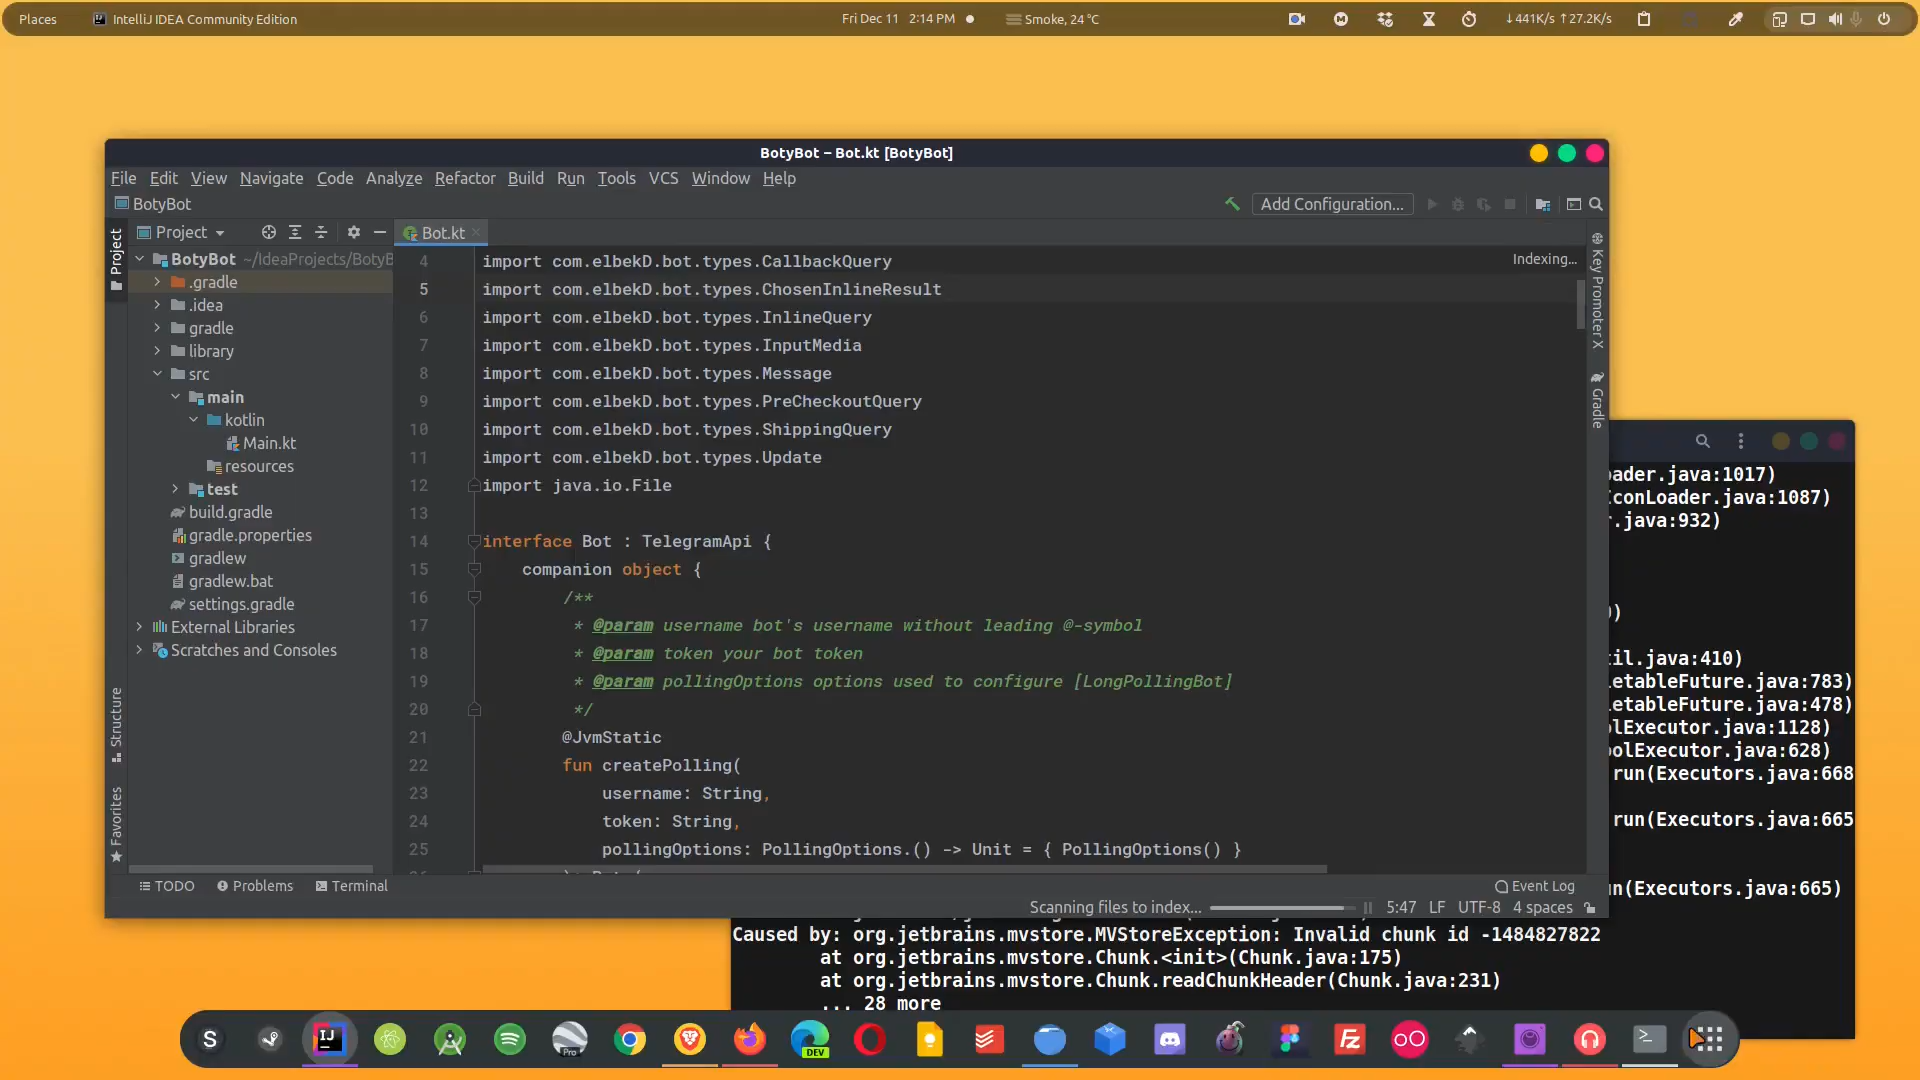 Places
IntelliJ IDEA Community Edition
Fri Dec 11 2:14 PM
Smoke, 24 °C
↓441K/s ↑27.2K/s
BotyBot – Bot.kt [BotyBot]
File Edit View Navigate Code Analyze Refactor Build Run Tools VCS Window Help
BotyBot
Add Configuration...
Project
Bot.kt
Project
BotyBot ~/IdeaProjects/BotyB
.gradle
.idea
gradle
library
src
main
kotlin
Main.kt
resources
test
build.gradle
gradle.properties
gradlew
gradlew.bat
settings.gradle
External Libraries
Scratches and Consoles
Structure
Favorites
Indexing...
4 import com.elbekD.bot.types.CallbackQuery
5 import com.elbekD.bot.types.ChosenInlineResult
6 import com.elbekD.bot.types.InlineQuery
7 import com.elbekD.bot.types.InputMedia
8 import com.elbekD.bot.types.Message
9 import com.elbekD.bot.types.PreCheckoutQuery
10 import com.elbekD.bot.types.ShippingQuery
11 import com.elbekD.bot.types.Update
12 import java.io.File
13
14 interface Bot : TelegramApi {
15 companion object {
16 /**
17 * @param username bot's username without leading @-symbol
18 * @param token your bot token
19 * @param pollingOptions options used to configure [LongPollingBot]
20 */
21 @JvmStatic
22 fun createPolling(
23 username: String,
24 token: String,
25 pollingOptions: PollingOptions.() -> Unit = { PollingOptions() }
Key Promoter X
Gradle
TODO
Problems
Terminal
Event Log
Scanning files to index...
5:47 LF UTF-8 4 spaces
ader.java:1017)
conLoader.java:1087)
r.java:932)
)
til.java:410)
letableFuture.java:783)
letableFuture.java:478)
lExecutor.java:1128)
olExecutor.java:628)
run(Executors.java:668
run(Executors.java:665
n(Executors.java:665)
Caused by: org.jetbrains.mvstore.MVStoreException: Invalid chunk id -1484827822
at org.jetbrains.mvstore.Chunk.<init>(Chunk.java:175)
at org.jetbrains.mvstore.Chunk.readChunkHeader(Chunk.java:231)
... 28 more
S
IJ
Pro
DEV
Fz